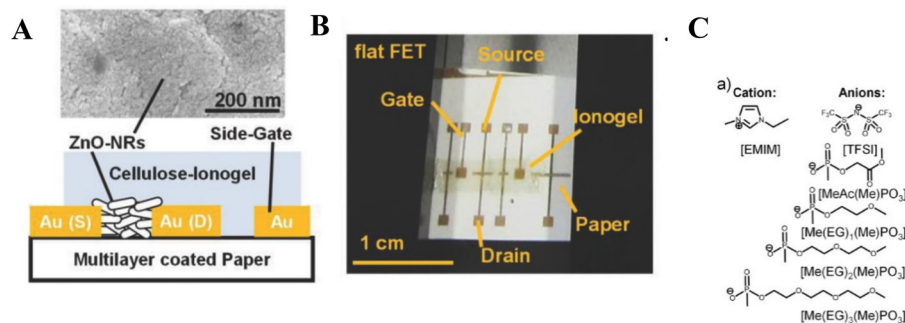 A
200 nm
ZnO-NRs
Side-Gate
Cellulose-Ionogel
Au (S)
Au (D)
Au
Multilayer coated Paper
B
flat FET
Source
Gate
Ionogel
Paper
Drain
1 cm
C
a)
Cation:
Anions:
[EMIM]
F₃C
CF₃
[TFSI]
[MeAc(Me)PO₃]
[Me(EG)₁(Me)PO₃]
[Me(EG)₂(Me)PO₃]
[Me(EG)₃(Me)PO₃]